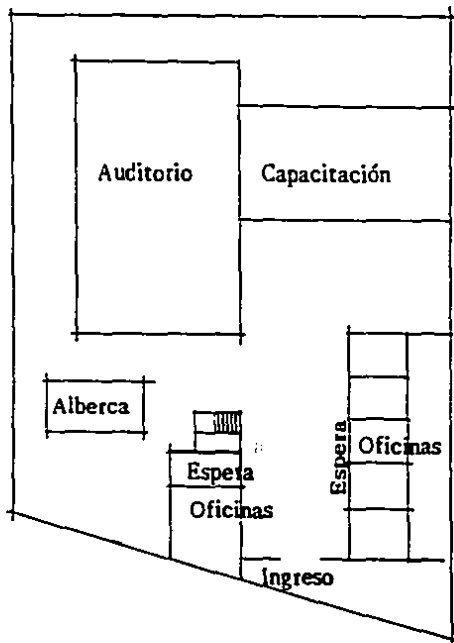 Auditorio
Capacitación
Alberca
Espera
Oficinas
Espera
Oficinas
Ingreso